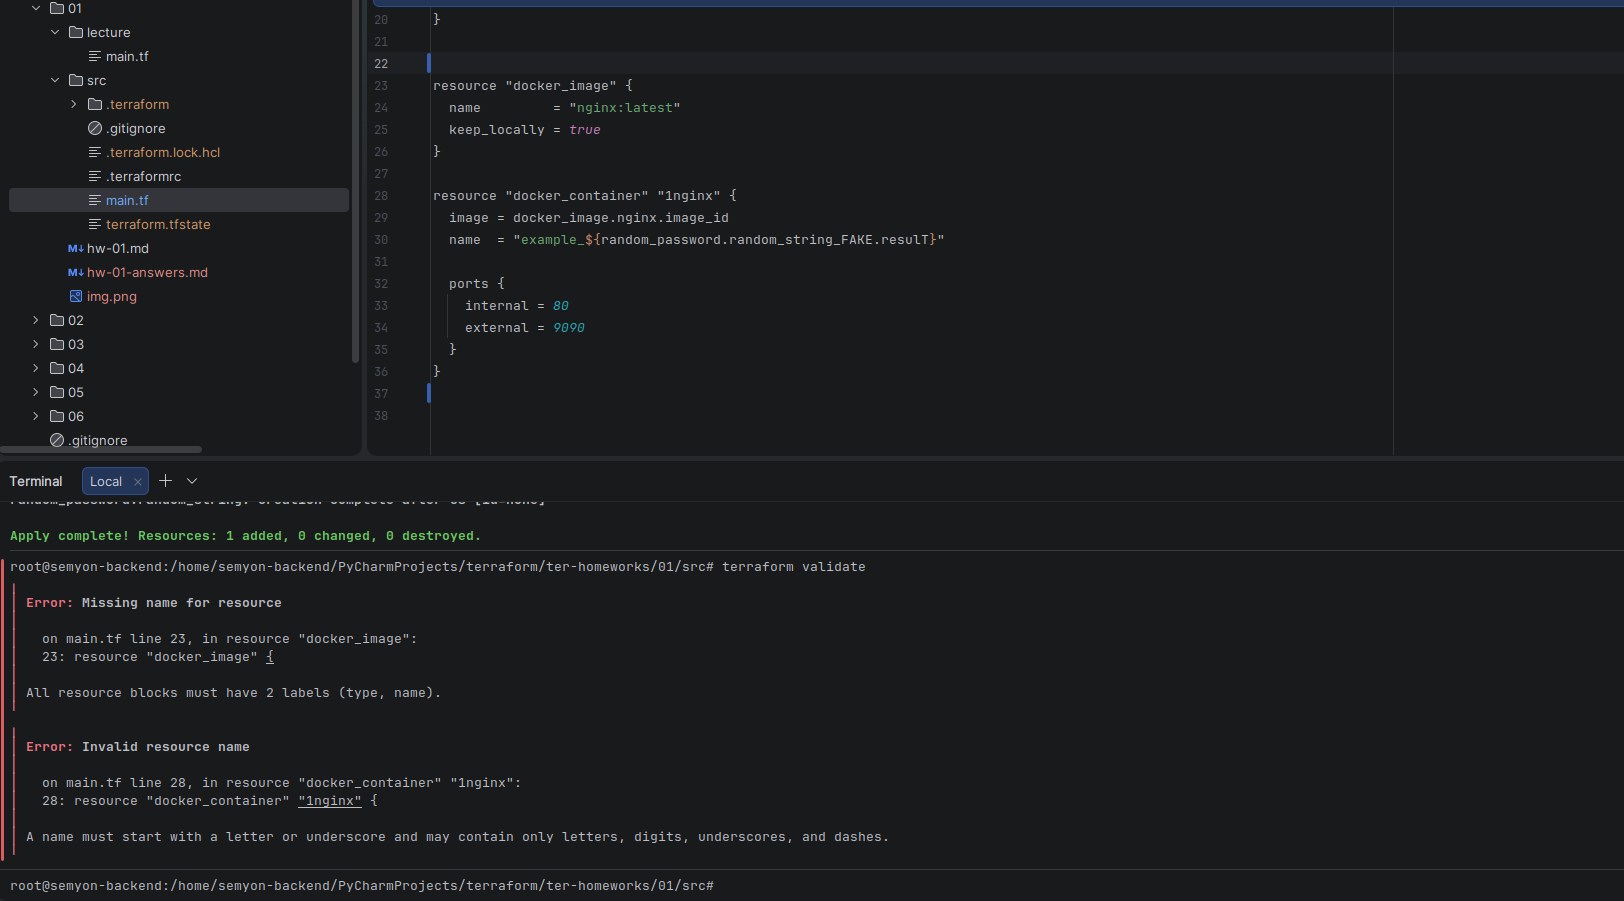 01
lecture
main.tf
src
.terraform
.gitignore
.terraform.lock.hcl
.terraformrc
main.tf
terraform.tfstate
hw-01.md
hw-01-answers.md
img.png
02
03
04
05
06
.gitignore
20 }
21
22
23 resource "docker_image" {
24 name = "nginx:latest"
25 keep_locally = true
26 }
27
28 resource "docker_container" "1nginx" {
29 image = docker_image.nginx.image_id
30 name = "example_${random_password.random_string_FAKE.resulT}"
31
32 ports {
33 internal = 80
34 external = 9090
35 }
36 }
37
38
Terminal Local
random_password.random_string: Creation complete after 0s [id=none]
Apply complete! Resources: 1 added, 0 changed, 0 destroyed.
root@semyon-backend:/home/semyon-backend/PyCharmProjects/terraform/ter-homeworks/01/src# terraform validate
Error: Missing name for resource
on main.tf line 23, in resource "docker_image":
23: resource "docker_image" {
All resource blocks must have 2 labels (type, name).
Error: Invalid resource name
on main.tf line 28, in resource "docker_container" "1nginx":
28: resource "docker_container" "1nginx" {
A name must start with a letter or underscore and may contain only letters, digits, underscores, and dashes.
root@semyon-backend:/home/semyon-backend/PyCharmProjects/terraform/ter-homeworks/01/src#